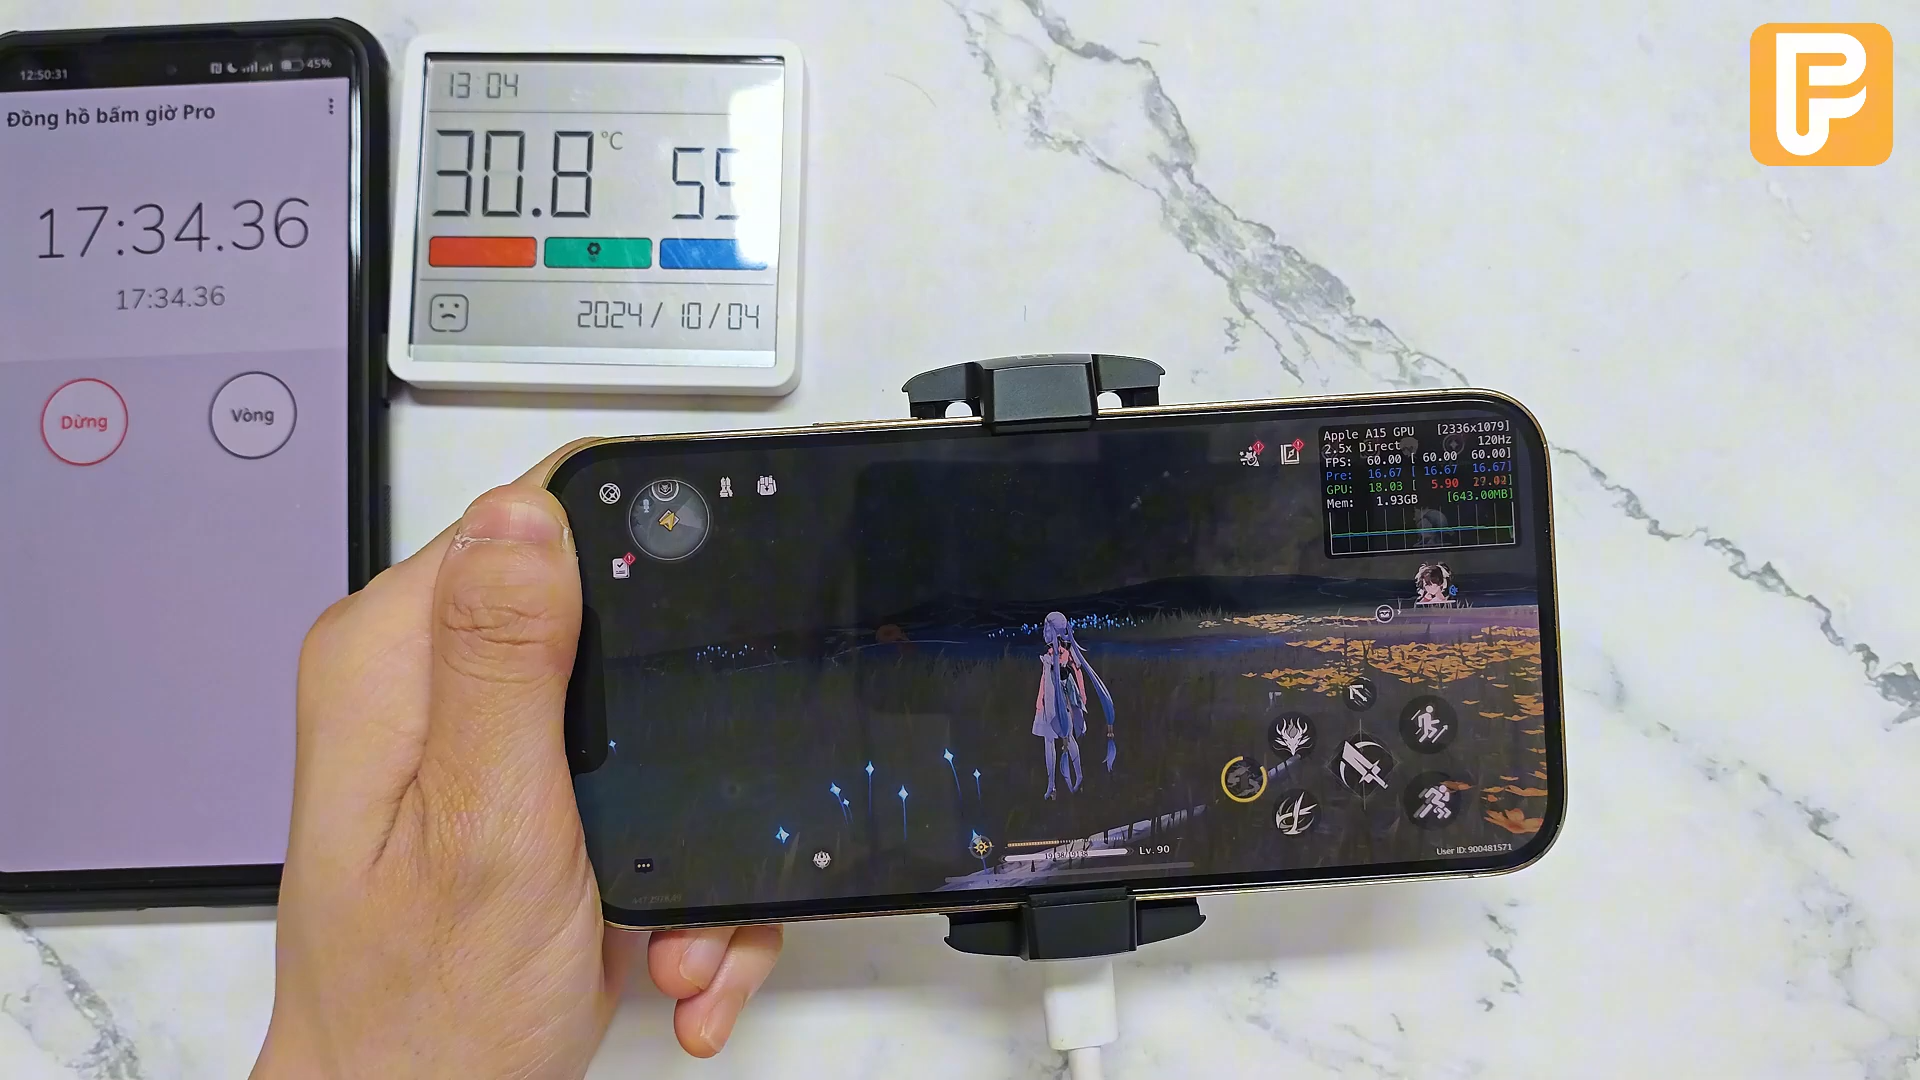 12:50:31
45%
Đồng hồ bấm giờ Pro
17:34.36
17:34.36
Dừng
Vòng
13:04
30.8 °C
55
2024/10/04
Apple A15 GPU [2336x1079]
2.5x Direct 120Hz
FPS: 60.00 [ 60.00 60.00]
Pre: 16.67 [ 16.67 16.67]
GPU: 18.03 [ 5.90
Mem: 1.93GB [643.00MB]
19138/19138
Lv.90
User ID:900481571